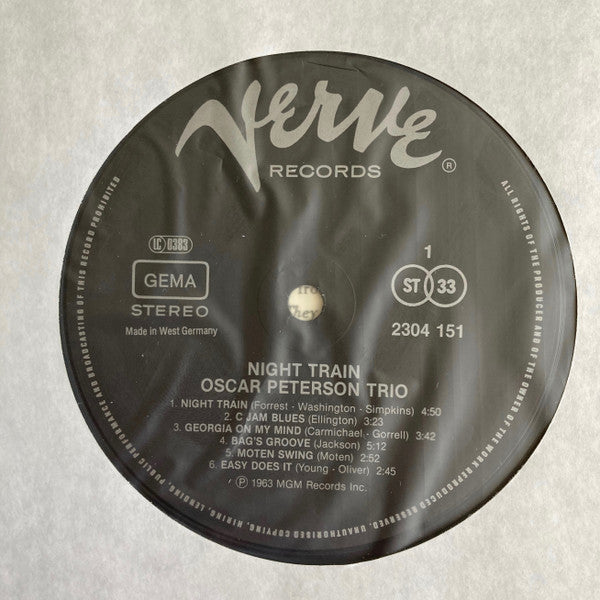 Verve
RECORDS ®
LC 0383
GEMA
STEREO
Made in West Germany
1
ST 33
2304 151
NIGHT TRAIN
OSCAR PETERSON TRIO
1. NIGHT TRAIN (Forrest - Washington - Simpkins) 4:50
2. C JAM BLUES (Ellington) 3:23
3. GEORGIA ON MY MIND (Carmichael - Gorrell) 3:42
4. BAG'S GROOVE (Jackson) 5:12
5. MOTEN SWING (Moten) 2:52
6. EASY DOES IT (Young - Oliver) 2:45
℗ 1963 MGM Records Inc.
ALL RIGHTS OF THE PRODUCER AND OF THE OWNER OF THE WORK REPRODUCED RESERVED. UNAUTHORISED COPYING, HIRING, LENDING, PUBLIC PERFORMANCE AND BROADCASTING OF THIS RECORD PROHIBITED